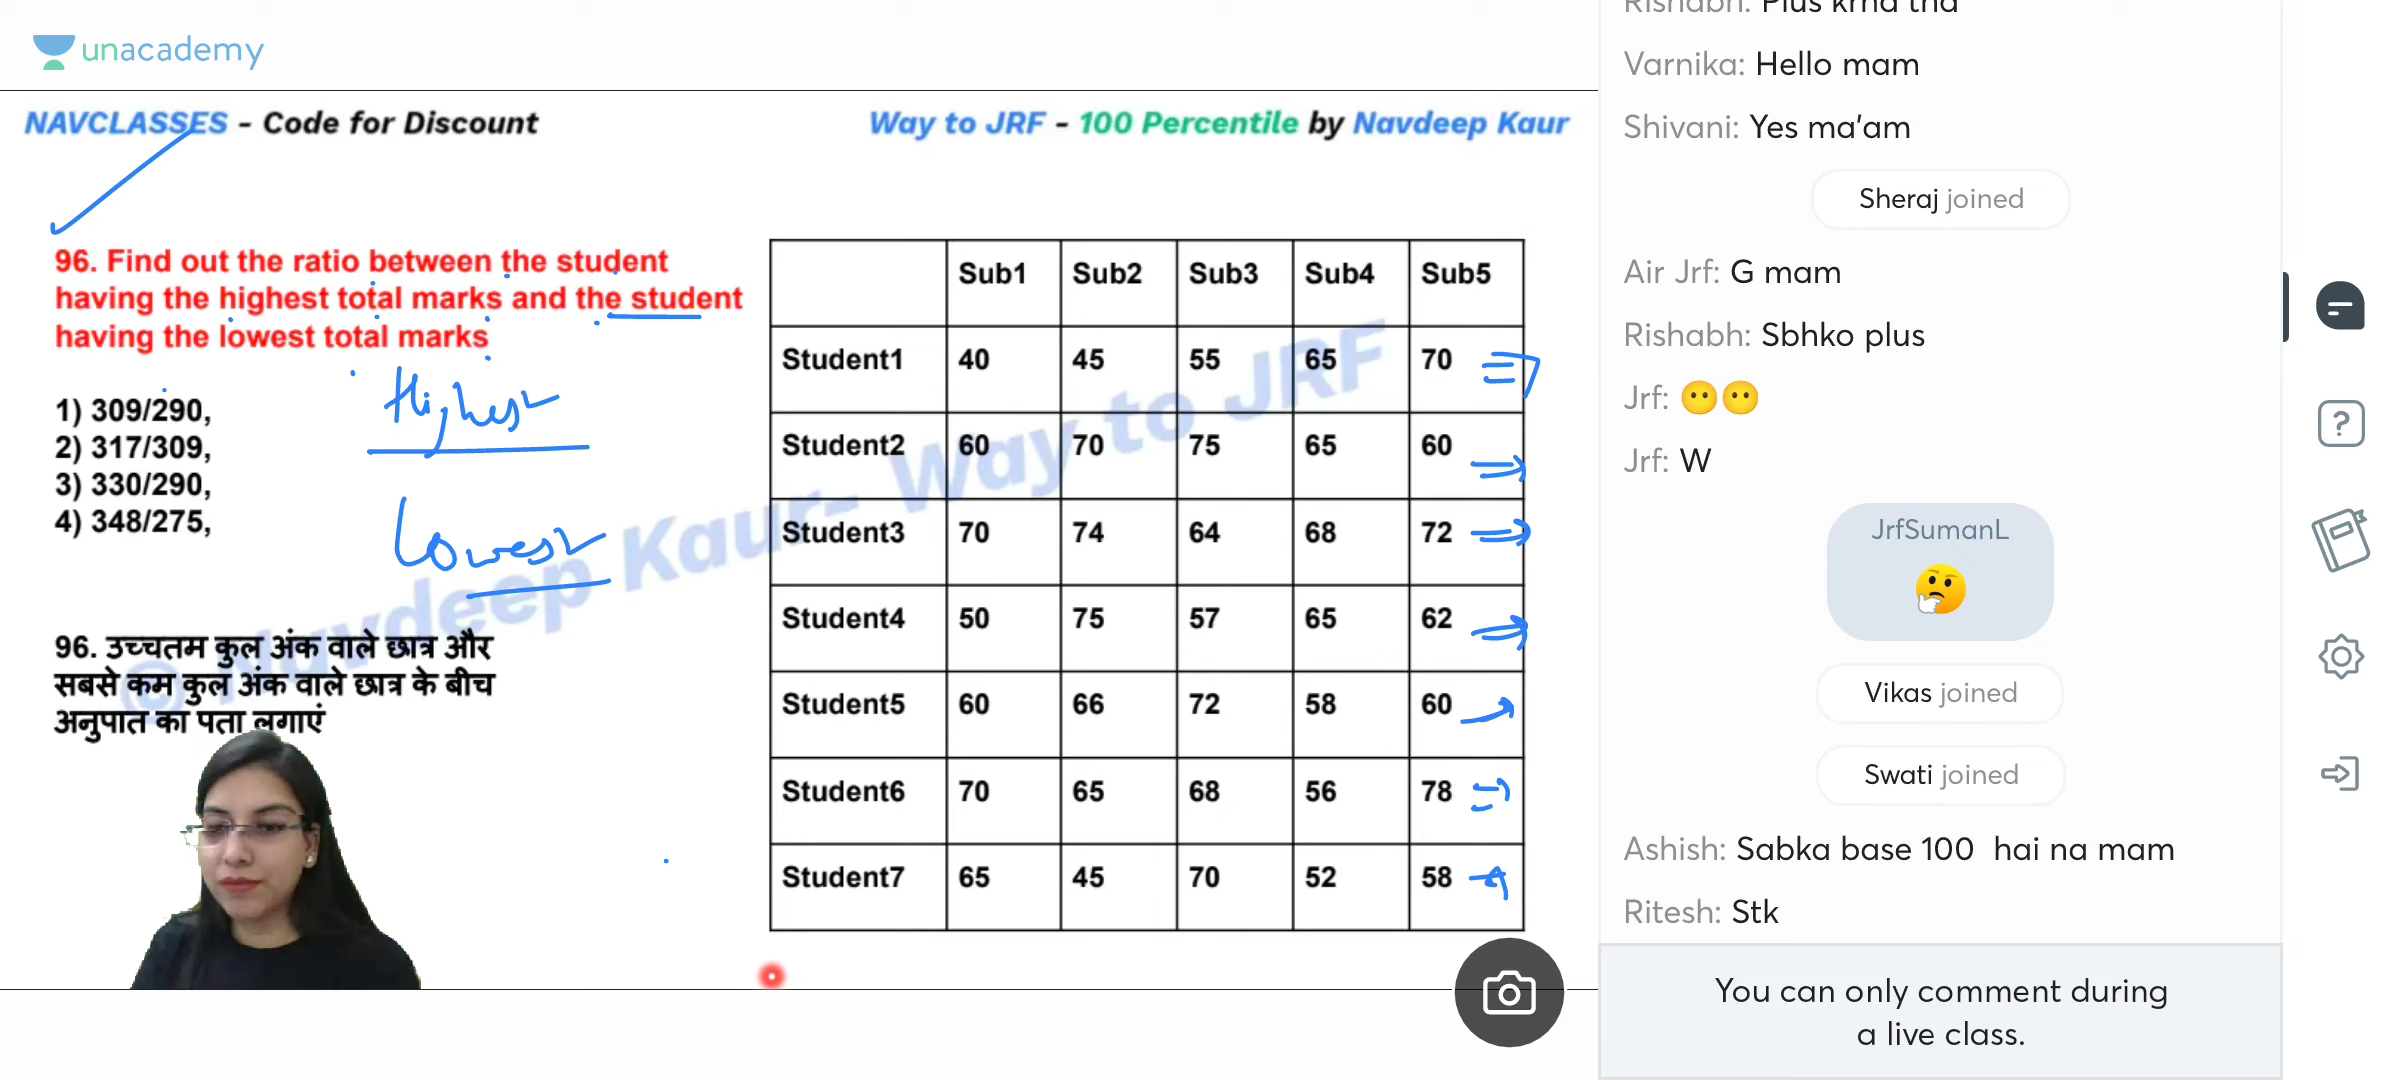 unacademy
NAVCLASSES - Code for Discount
Way to JRF - 100 Percentile by Navdeep Kaur
96. Find out the ratio between the student
having the highest total marks and the student
having the lowest total marks
1) 309/290,
2) 317/309,
3) 330/290,
4) 348/275,
Highest
Lowest
96. उच्चतम कुल अंक वाले छात्र और
सबसे कम कुल अंक वाले छात्र के बीच
अनुपात का पता लगाएं
Sub1 Sub2 Sub3 Sub4 Sub5
Student1 40 45 55 65 70
Student2 60 70 75 65 60
Student3 70 74 64 68 72
Student4 50 75 57 65 62
Student5 60 66 72 58 60
Student6 70 65 68 56 78
Student7 65 45 70 52 58
© Navdeep Kaur- Way to JRF
Rishabh: Plus krna tha
Varnika: Hello mam
Shivani: Yes ma'am
Sheraj joined
Air Jrf: G mam
Rishabh: Sbhko plus
Jrf: 😶😶
Jrf: W
JrfSumanL
🤔
Vikas joined
Swati joined
Ashish: Sabka base 100 hai na mam
Ritesh: Stk
You can only comment during
a live class.